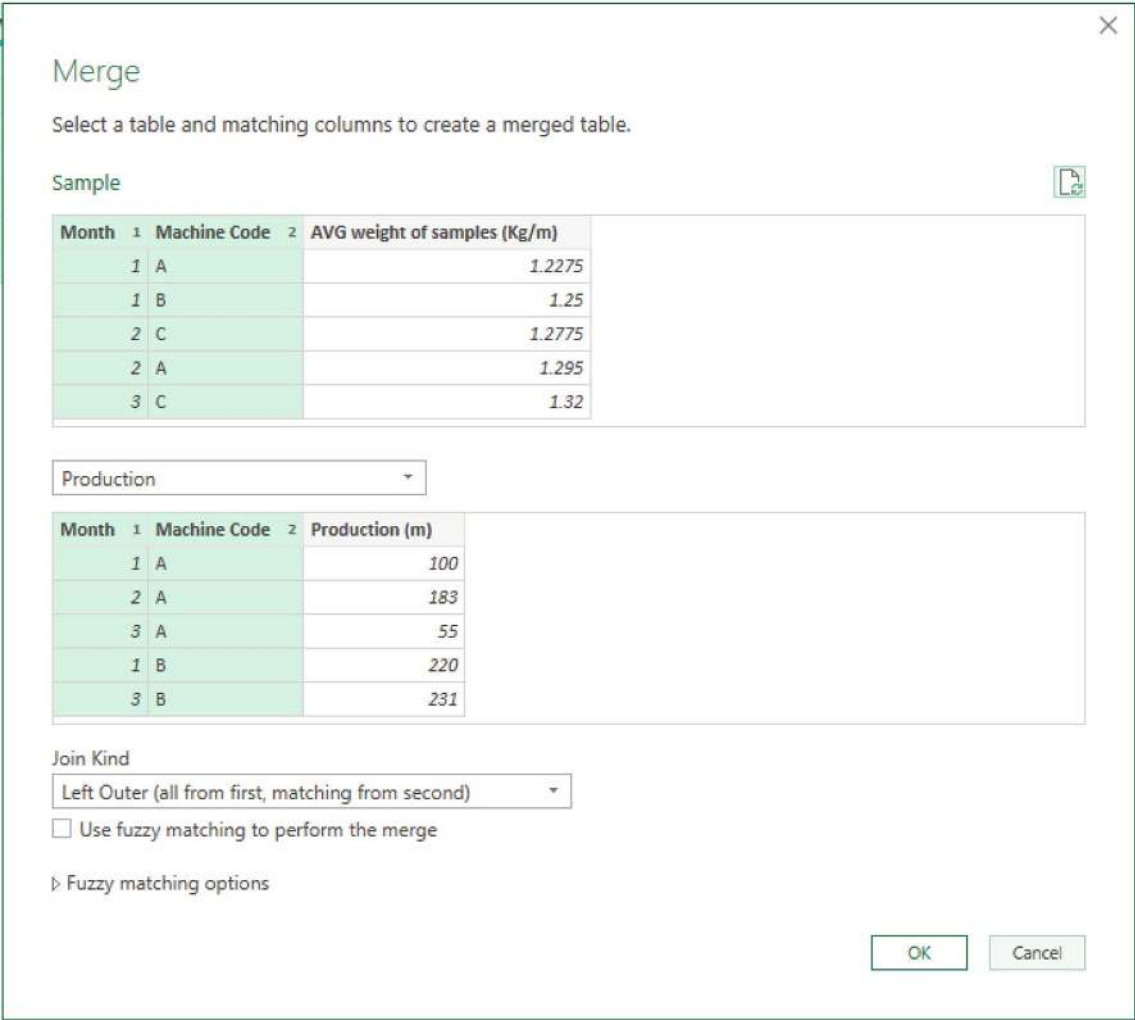 Merge
Select a table and matching columns to create a merged table.
Sample
Month 1 Machine Code 2 AVG weight of samples (Kg/m)
1 A 1.2275
1 B 1.25
2 C 1.2775
2 A 1.295
3 C 1.32
Production
Month 1 Machine Code 2 Production (m)
1 A 100
2 A 183
3 A 55
1 B 220
3 B 231
Join Kind
Left Outer (all from first, matching from second)
Use fuzzy matching to perform the merge
Fuzzy matching options
OK Cancel